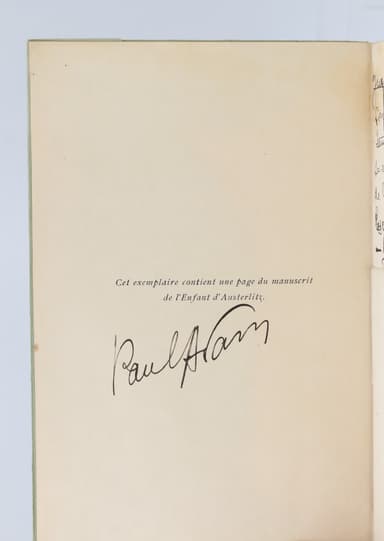 Cet exemplaire contient une page du manuscrit
de l'Enfant d'Austerlitz.
Paul Adam